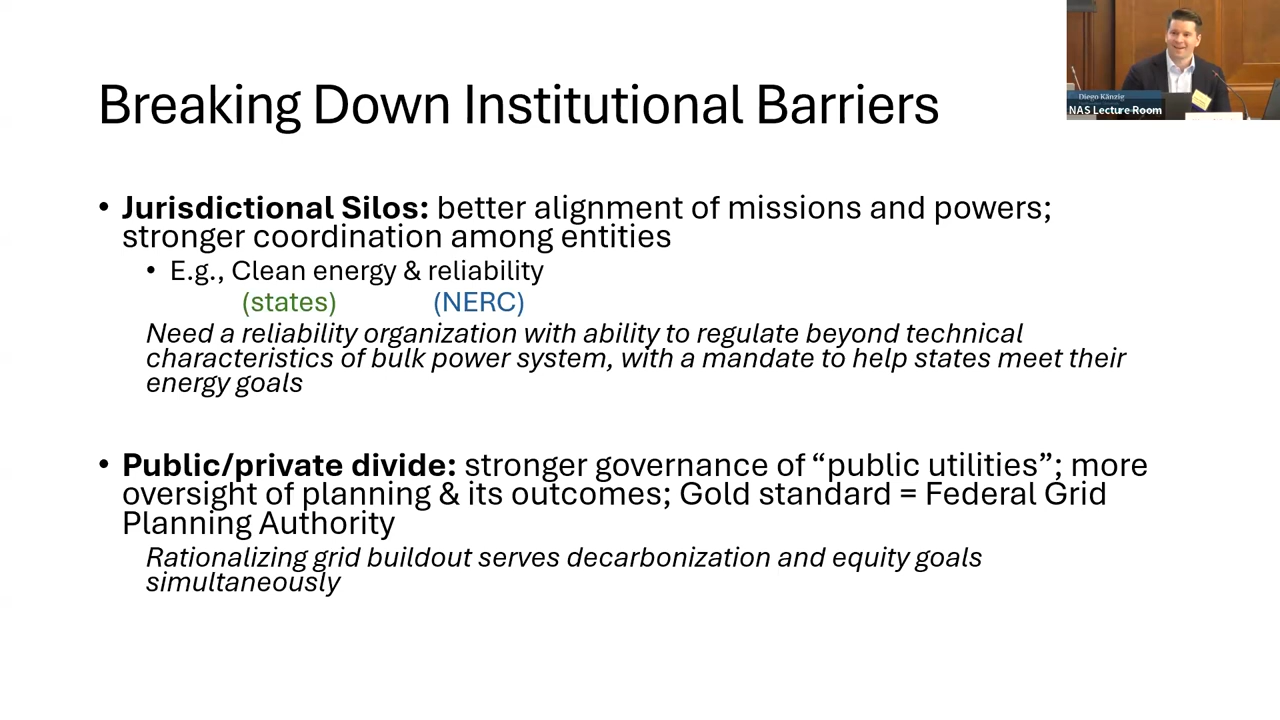 Breaking Down Institutional Barriers
Diego Känzig
NAS Lecture Room
• Jurisdictional Silos: better alignment of missions and powers;
stronger coordination among entities
• E.g., Clean energy & reliability
(states) (NERC)
Need a reliability organization with ability to regulate beyond technical
characteristics of bulk power system, with a mandate to help states meet their
energy goals
• Public/private divide: stronger governance of “public utilities”; more
oversight of planning & its outcomes; Gold standard = Federal Grid
Planning Authority
Rationalizing grid buildout serves decarbonization and equity goals
simultaneously